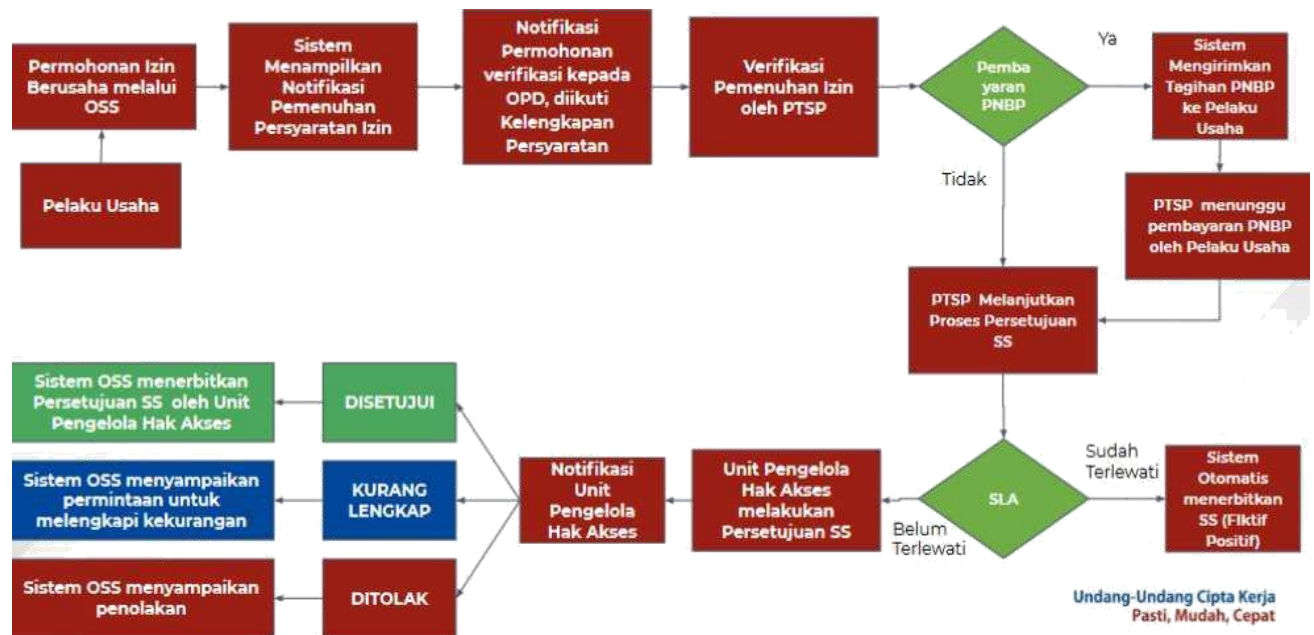 Permohonan Izin
Berusaha melalui
OSS
Pelaku Usaha
Sistem
Menampilkan
Notifikasi
Pemenuhan
Persyaratan Izin
Notifikasi
Permohonan
verifikasi kepada
OPD, diikuti
Kelengkapan
Persyaratan
Verifikasi
Pemenuhan Izin
oleh PTSP
Pemba
yaran
PNBP
Ya
Sistem
Mengirimkan
Tagihan PNBP
ke Pelaku
Usaha
Tidak
PTSP menunggu
pembayaran PNBP
oleh Pelaku Usaha
PTSP Melanjutkan
Proses Persetujuan
SS
SLA
Sudah
Terlewati
Sistem
Otomatis
menerbitkan
SS (FIktif
Positif)
Belum
Terlewati
Unit Pengelola
Hak Akses
melakukan
Persetujuan SS
Notifikasi
Unit
Pengelola
Hak Akses
DISETUJUI
Sistem OSS menerbitkan
Persetujuan SS oleh Unit
Pengelola Hak Akses
KURANG
LENGKAP
Sistem OSS menyampaikan
permintaan untuk
melengkapi kekurangan
DITOLAK
Sistem OSS menyampaikan
penolakan
Undang-Undang Cipta Kerja
Pasti, Mudah, Cepat